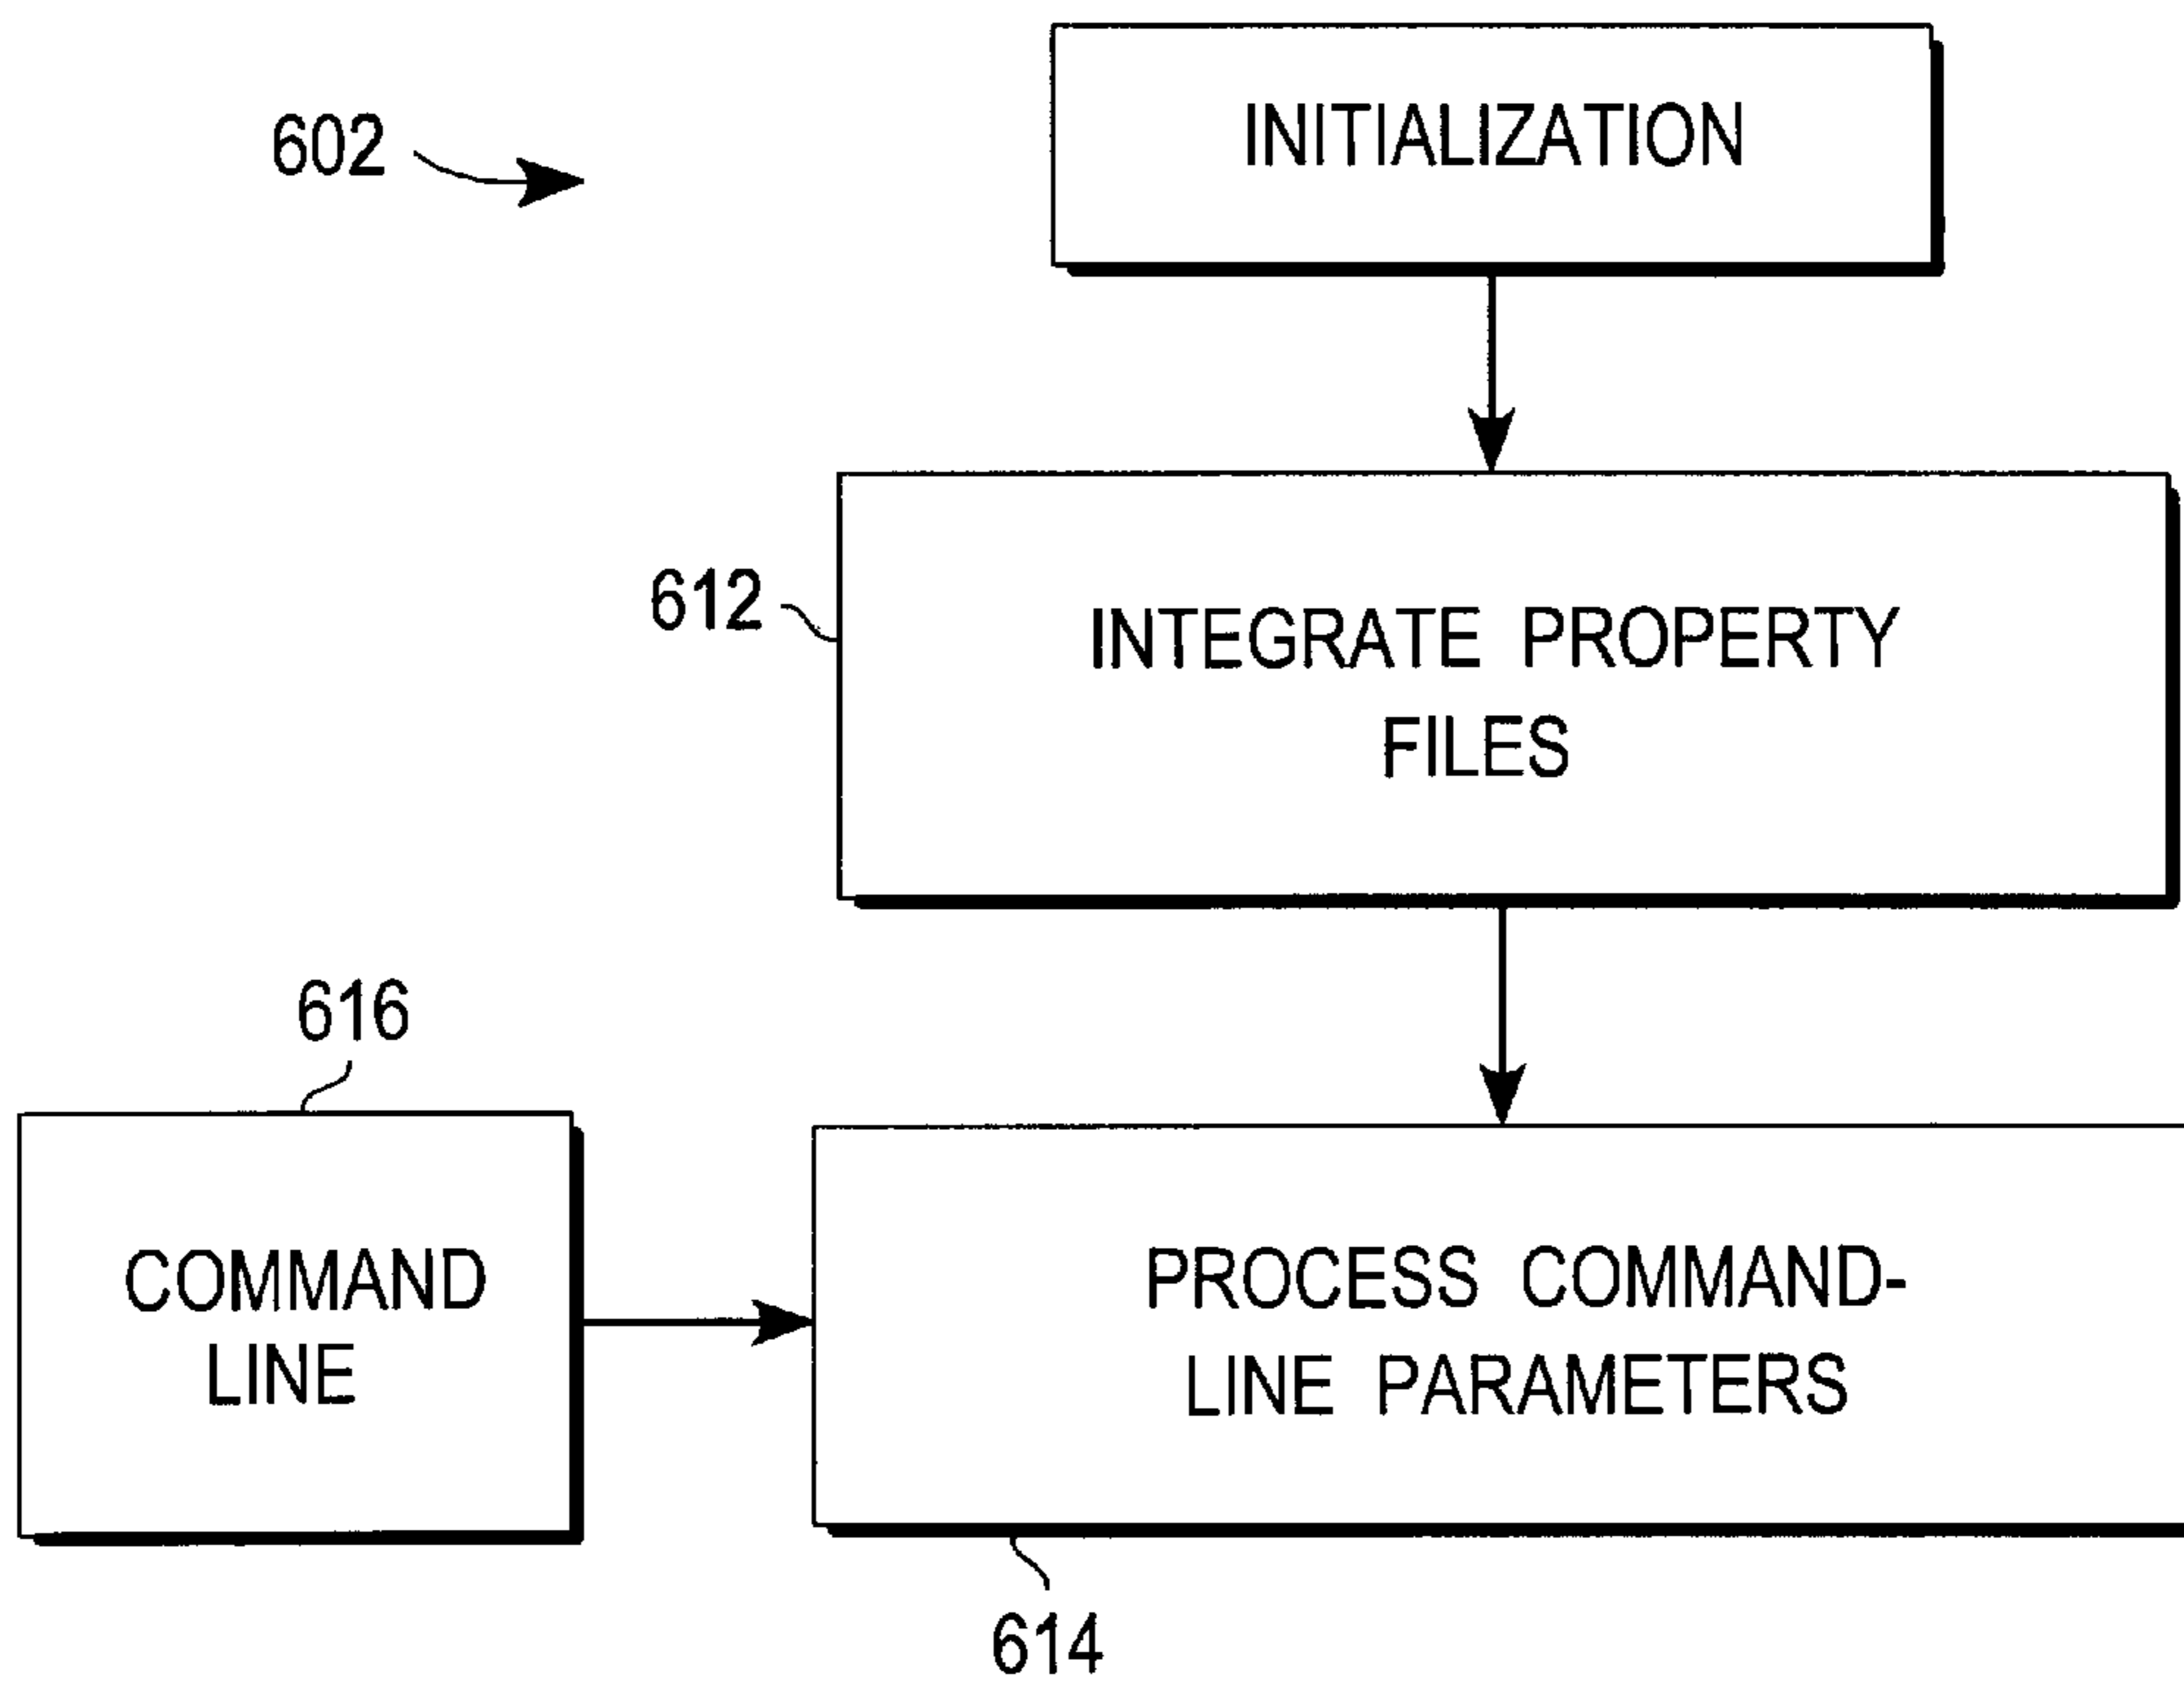 602
INITIALIZATION
612
INTEGRATE PROPERTY
FILES
616
COMMAND
LINE
PROCESS COMMAND-
LINE PARAMETERS
614